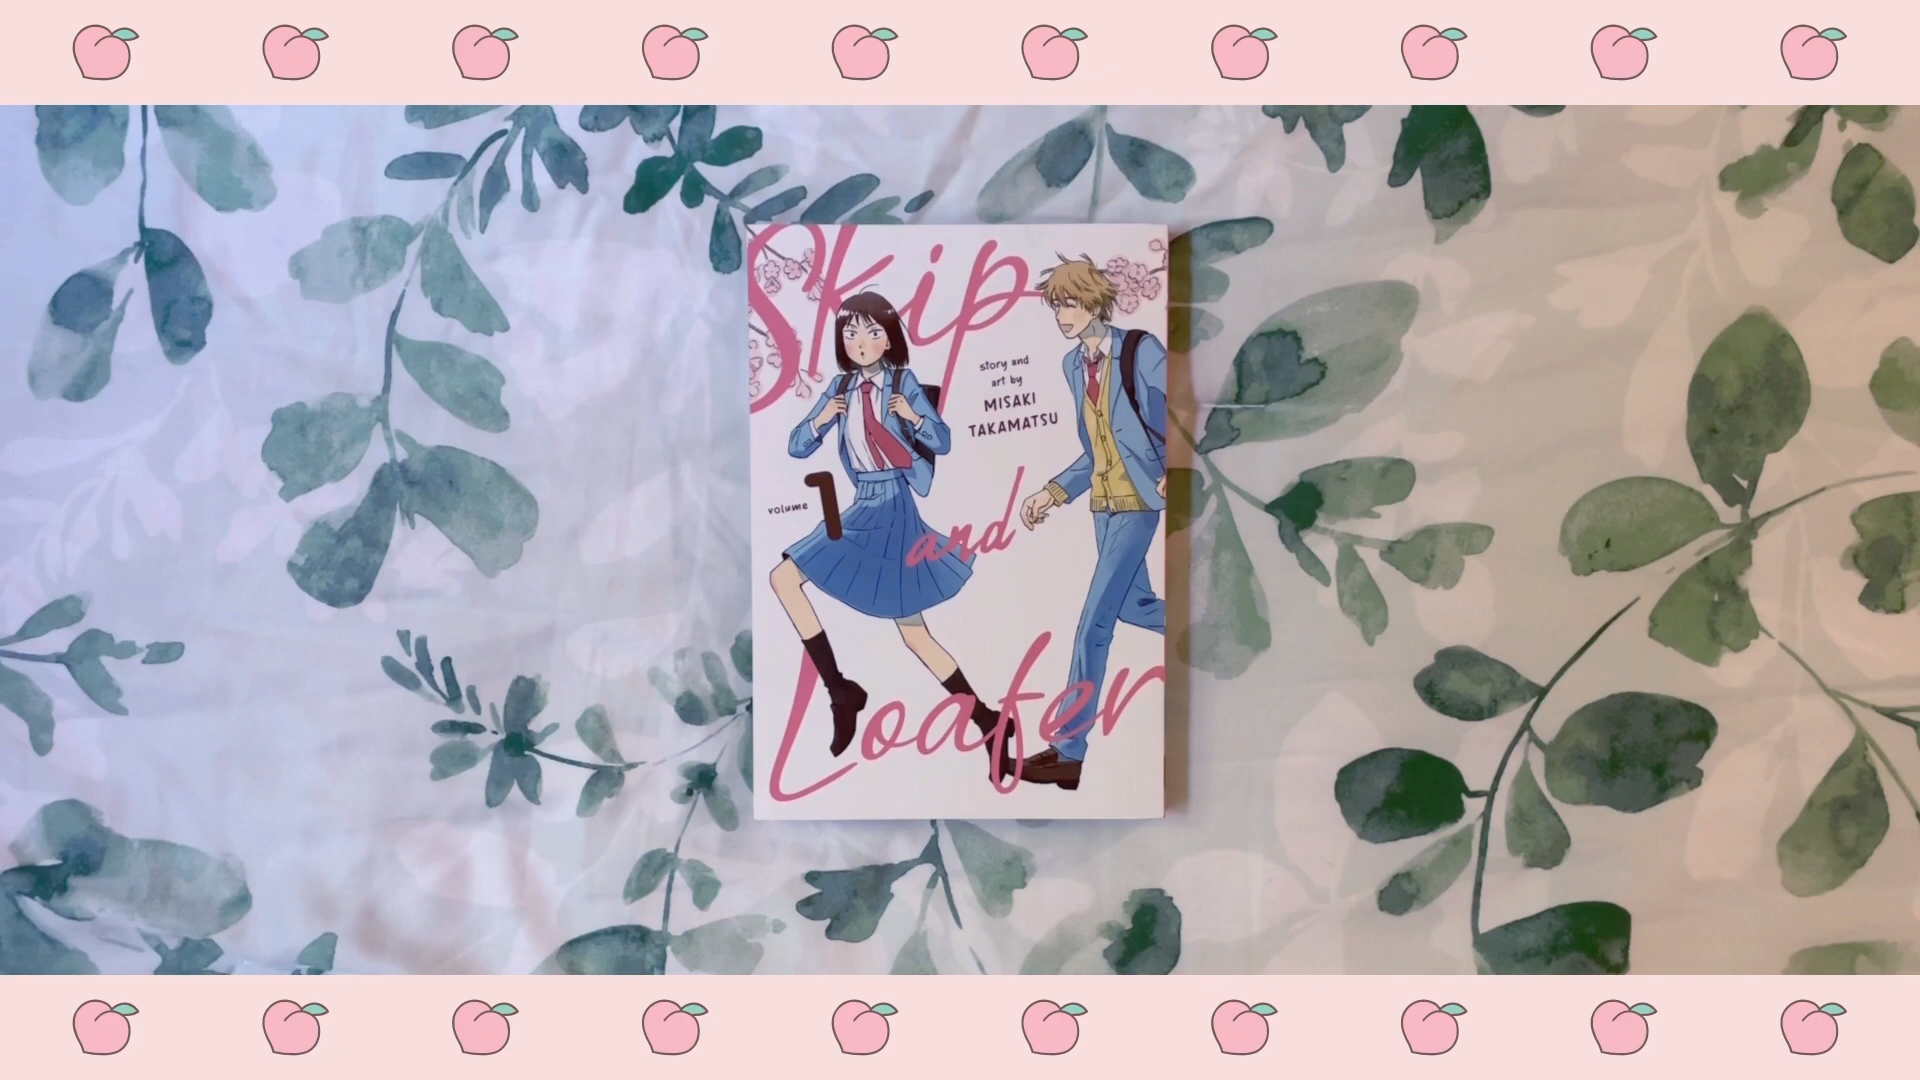 Skip
story and
art by
MISAKI
TAKAMATSU
volume 1
and
Loafer